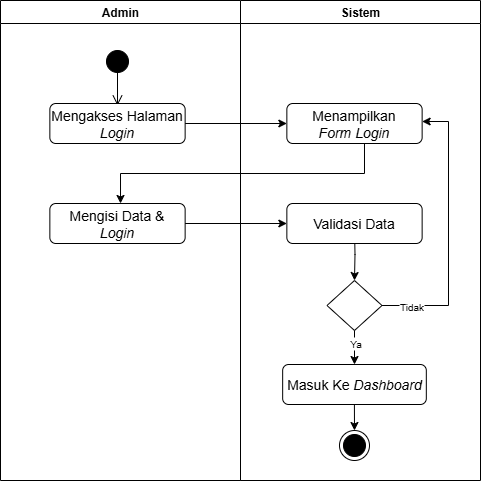 Admin
Sistem
Mengakses Halaman
Login
Menampilkan
Form Login
Mengisi Data &
Login
Validasi Data
Tidak
Ya
Masuk Ke Dashboard